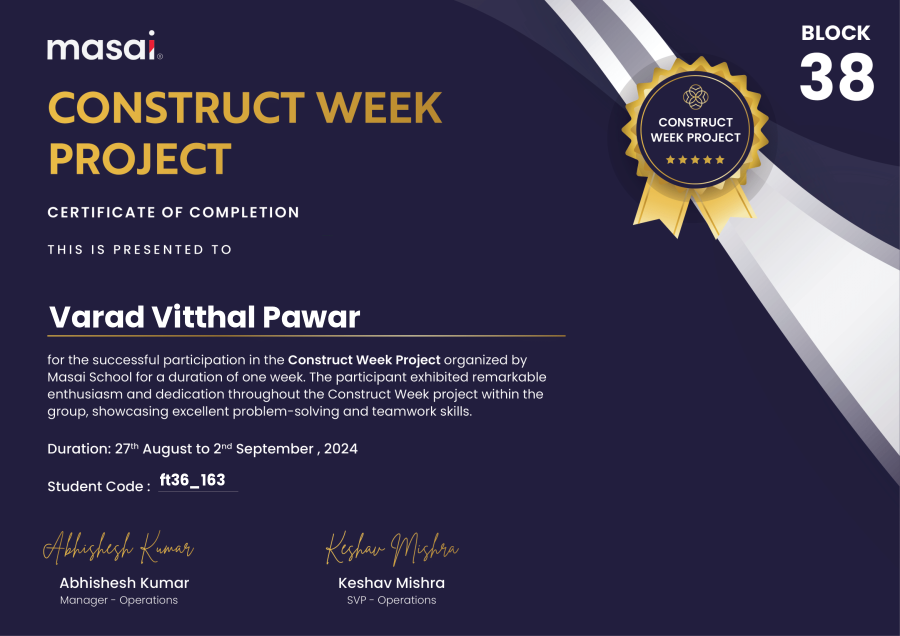 masai®
BLOCK
38
CONSTRUCT
WEEK PROJECT
CONSTRUCT WEEK
PROJECT
CERTIFICATE OF COMPLETION
THIS IS PRESENTED TO
Varad Vitthal Pawar
for the successful participation in the Construct Week Project organized by
Masai School for a duration of one week. The participant exhibited remarkable
enthusiasm and dedication throughout the Construct Week project within the
group, showcasing excellent problem-solving and teamwork skills.
Duration: 27th August to 2nd September , 2024
Student Code : ft36_163
Abhishesh Kumar
Keshav Mishra
Abhishesh Kumar
Keshav Mishra
Manager - Operations
SVP - Operations